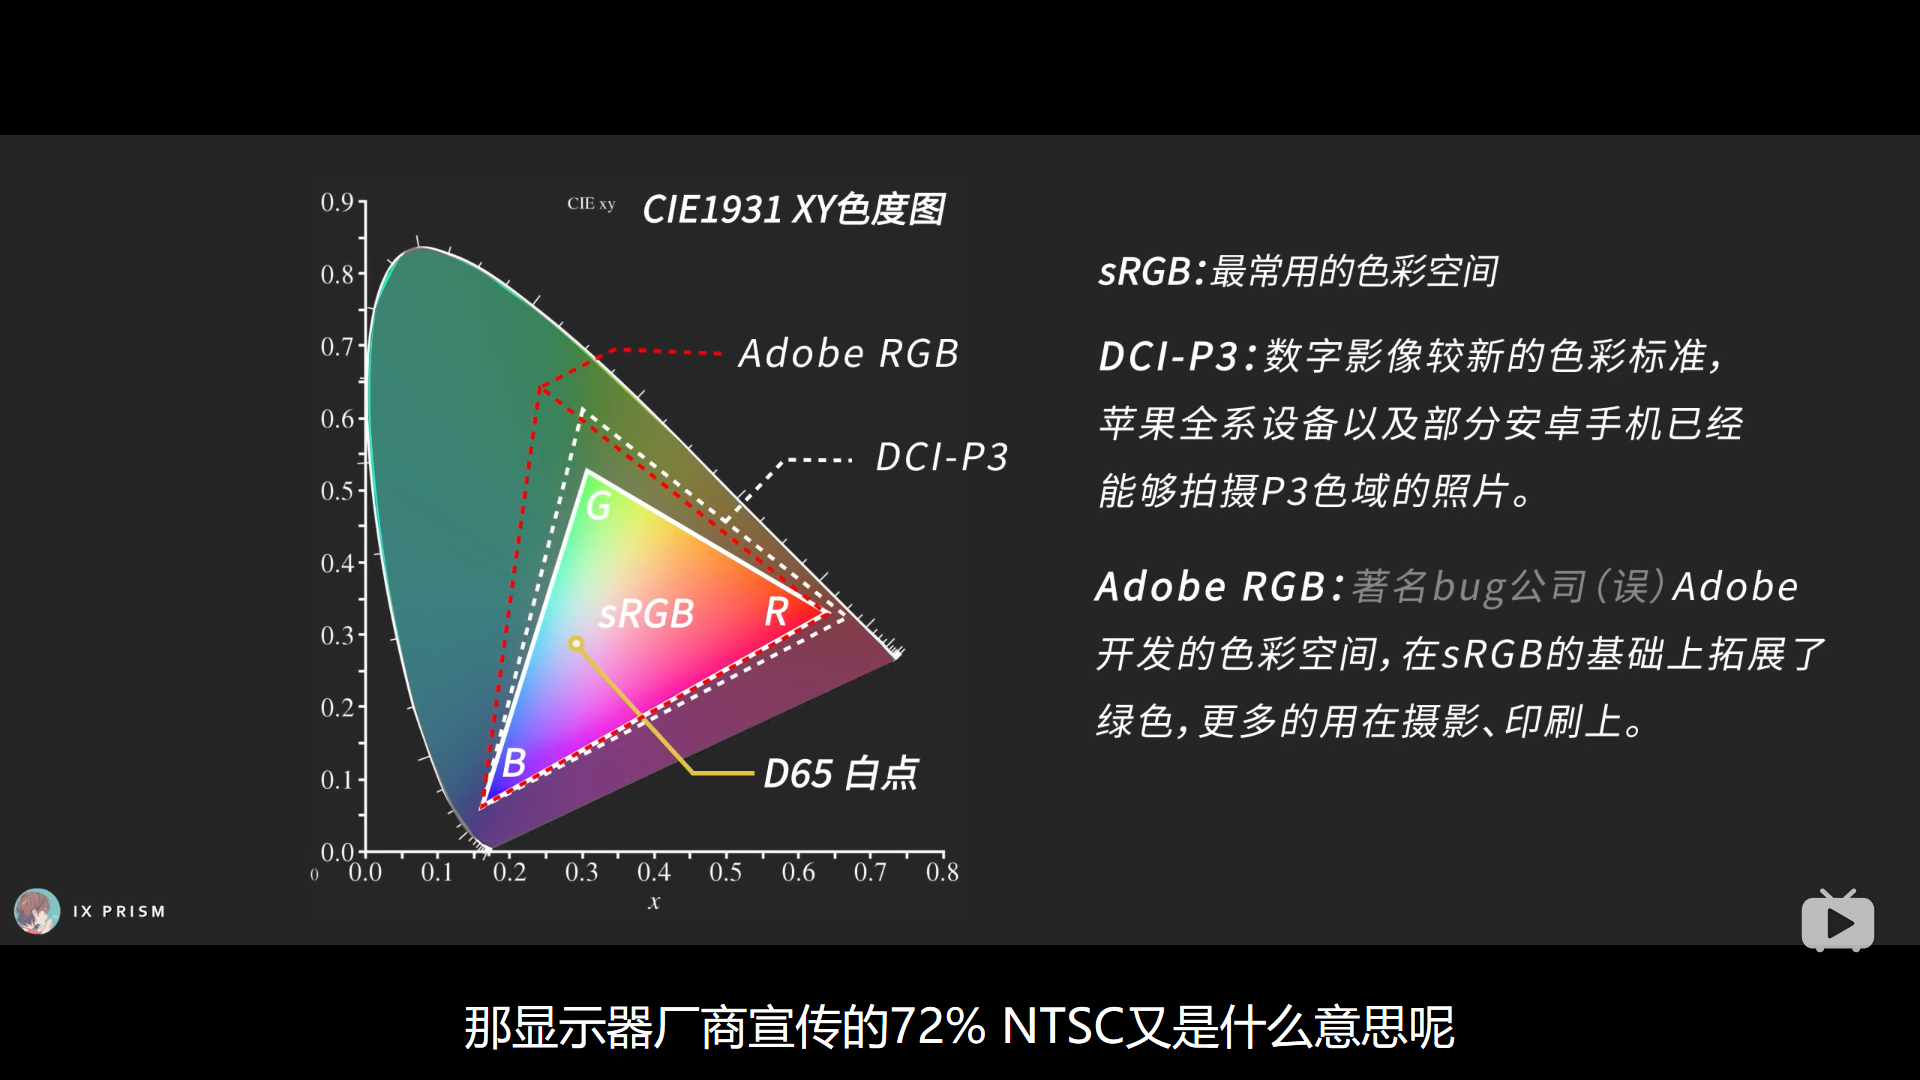 CIE xy
CIE1931 XY色度图
0.9
0.8
0.7
0.6
0.5
0.4
0.3
0.2
0.1
0.0
0
0.0 0.1 0.2 0.3 0.4 0.5 0.6 0.7 0.8
x
Adobe RGB
DCI-P3
G
sRGB
R
B
D65 白点
sRGB：最常用的色彩空间
DCI-P3：数字影像较新的色彩标准，
苹果全系设备以及部分安卓手机已经
能够拍摄P3色域的照片。
Adobe RGB：著名bug公司（误）Adobe
开发的色彩空间，在sRGB的基础上拓展了
绿色，更多的用在摄影、印刷上。
IX PRISM
那显示器厂商宣传的72% NTSC又是什么意思呢